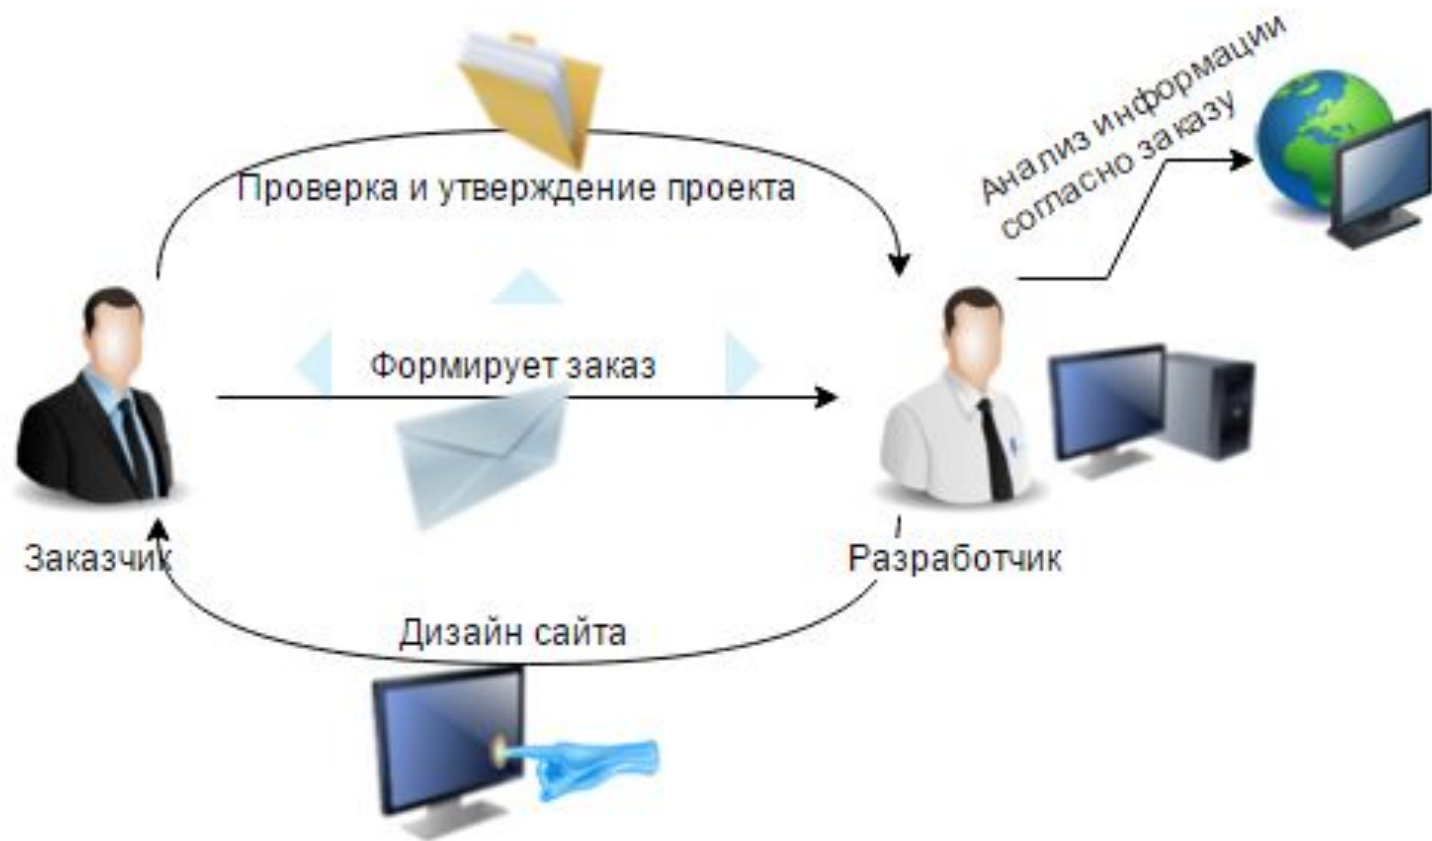 Анализ информации
согласно заказу
Проверка и утверждение проекта
Формирует заказ
Заказчик
Разработчик
Дизайн сайта